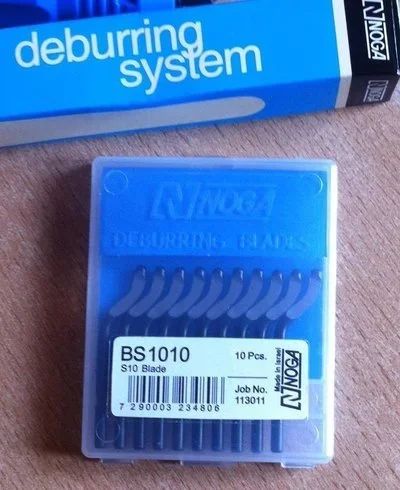 deburring
system
NOGA
NOGA
DEBURRING BLADES
BS1010
10 Pcs.
S10 Blade
Job No.
113011
7 290003 234806
Made in Israel
NOGA